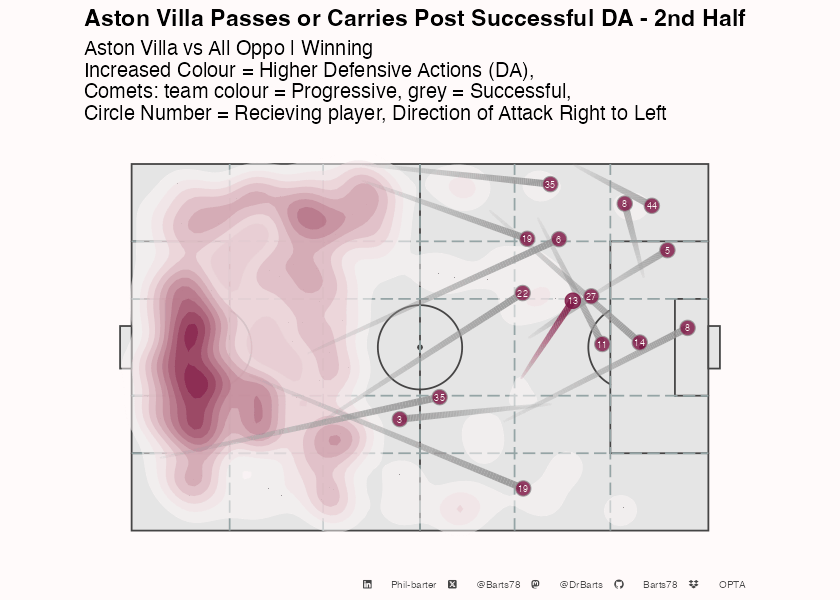 Aston Villa Passes or Carries Post Successful DA - 2nd Half
Aston Villa vs All Oppo | Winning
Increased Colour = Higher Defensive Actions (DA),
Comets: team colour = Progressive, grey = Successful,
Circle Number = Recieving player, Direction of Attack Right to Left
35
8
44
19
6
5
22
27
13
8
11
14
35
3
19
Phil-barter @Barts78 @DrBarts Barts78 OPTA